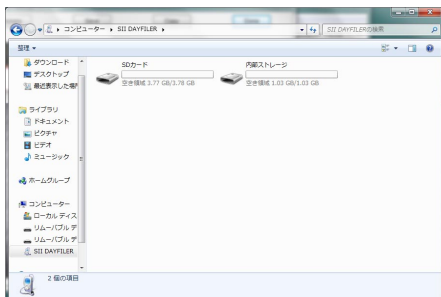 コンピューター ▸ SII DAYFILER ▸
SII DAYFILERの検索
整理 ▼
ダウンロード
デスクトップ
最近表示した場所
ライブラリ
ドキュメント
ピクチャ
ビデオ
ミュージック
ホームグループ
コンピューター
ローカル ディス
リムーバブル デ
リムーバブル デ
SII DAYFILER
SDカード
空き領域 3.77 GB/3.78 GB
内部ストレージ
空き領域 1.03 GB/1.03 GB
2 個の項目